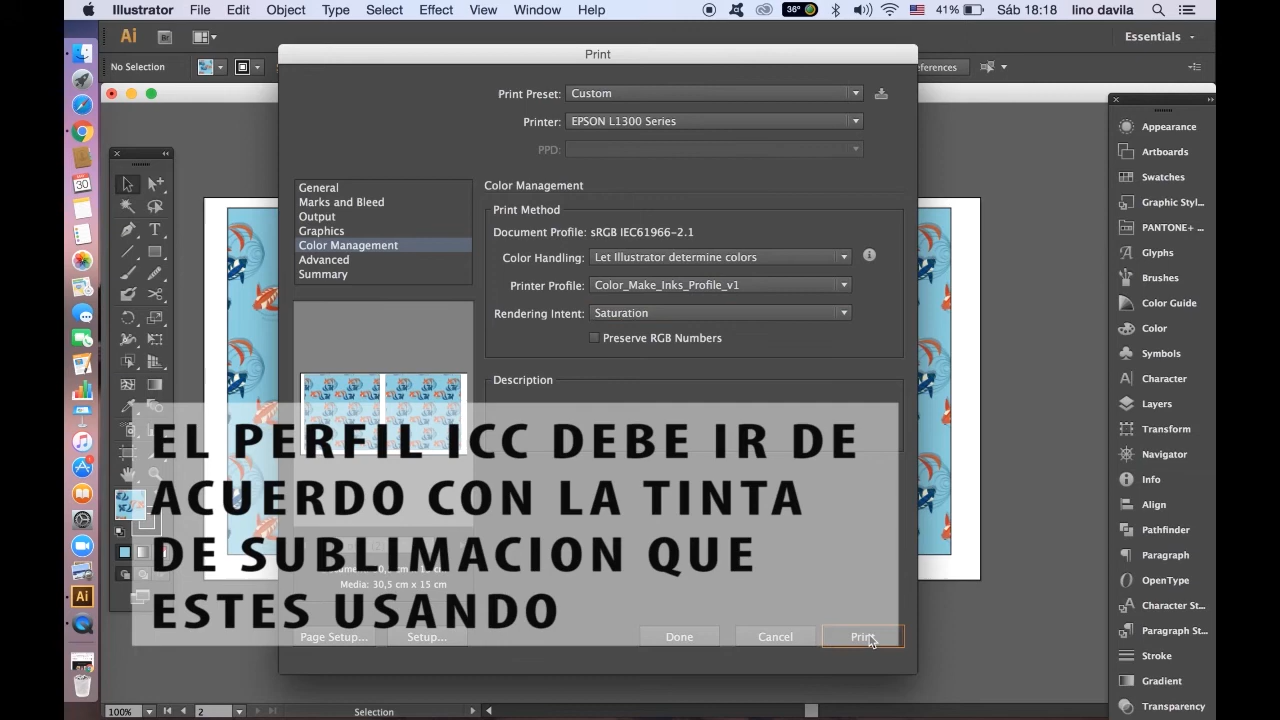 Illustrator File Edit Object Type Select Effect View Window Help 36° 41% Sáb 18:18 lino davila
Ai Br Essentials
No Selection
Print
Print Preset: Custom
Printer: EPSON L1300 Series
PPD:
General
Marks and Bleed
Output
Graphics
Color Management
Advanced
Summary
Color Management
Print Method
Document Profile: sRGB IEC61966-2.1
Color Handling: Let Illustrator determine colors
Printer Profile: Color_Make_Inks_Profile_v1
Rendering Intent: Saturation
Preserve RGB Numbers
Description
EL PERFIL ICC DEBE IR DE
ACUERDO CON LA TINTA
DE SUBLIMACION QUE
ESTES USANDO
Media: 30,5 cm x 15 cm
Page Setup... Setup... Done Cancel Print
Appearance
Artboards
Swatches
Graphic Styl...
PANTONE+ ...
Glyphs
Brushes
Color Guide
Color
Symbols
Character
Layers
Transform
Navigator
Info
Align
Pathfinder
Paragraph
OpenType
Character St...
Paragraph St...
Stroke
Gradient
Transparency
30
Ai
100% 2 Selection